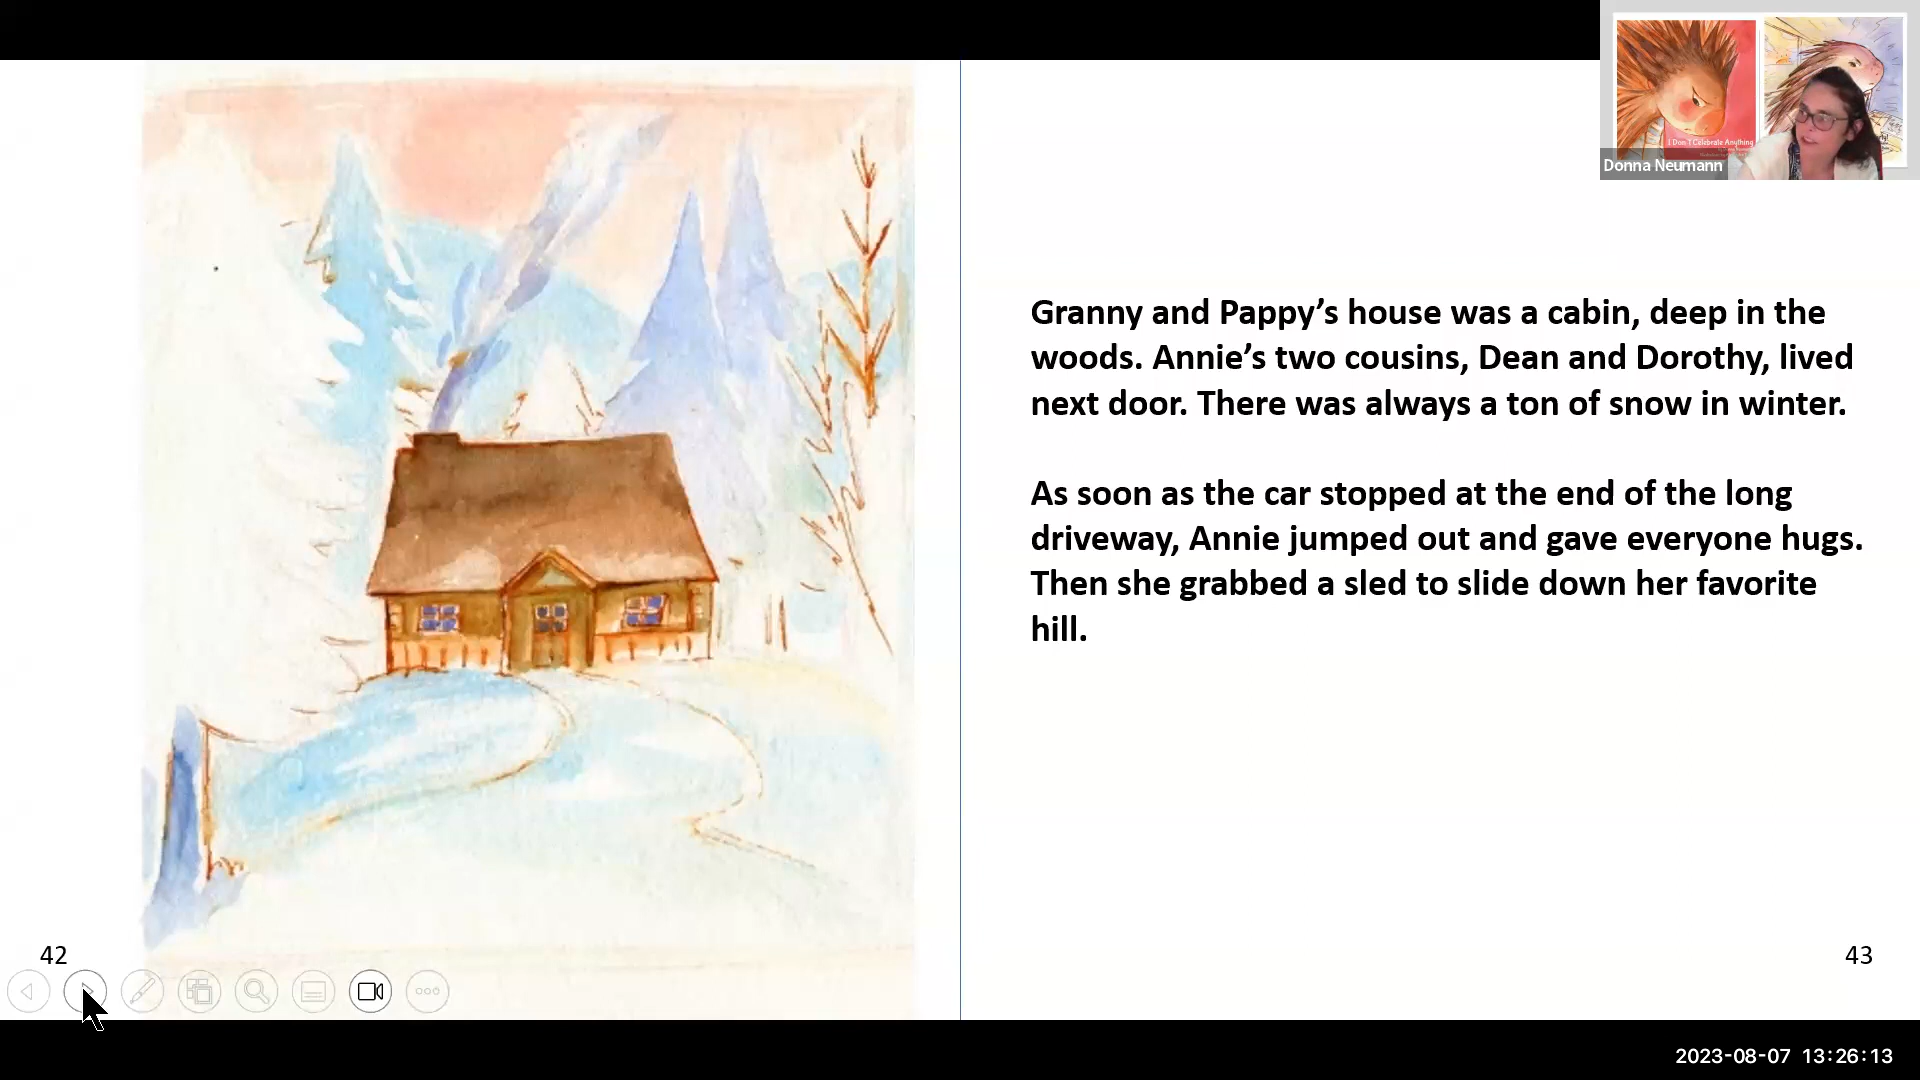 I Don't Celebrate Anything
Donna Neumann
Granny and Pappy’s house was a cabin, deep in the
woods. Annie’s two cousins, Dean and Dorothy, lived
next door. There was always a ton of snow in winter.
As soon as the car stopped at the end of the long
driveway, Annie jumped out and gave everyone hugs.
Then she grabbed a sled to slide down her favorite
hill.
42
43
2023-08-07 13:26:13